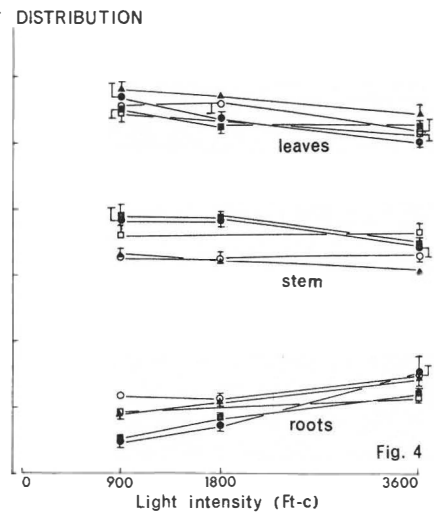 DISTRIBUTION
leaves
stem
roots
Fig. 4
0 900 1800 3600
Light intensity (Ft-c)